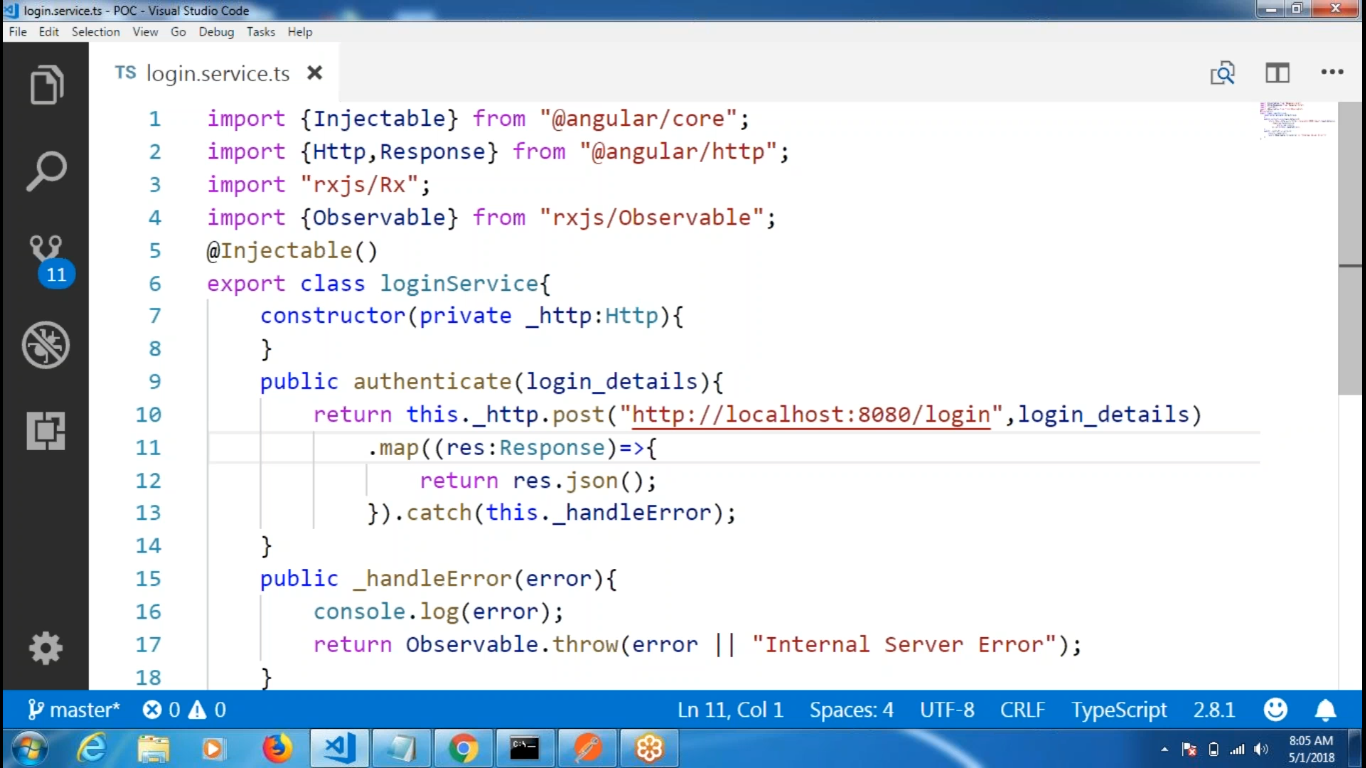 login.service.ts - POC - Visual Studio Code
File Edit Selection View Go Debug Tasks Help
TS login.service.ts
1 import {Injectable} from "@angular/core";
2 import {Http,Response} from "@angular/http";
3 import "rxjs/Rx";
4 import {Observable} from "rxjs/Observable";
5 @Injectable()
6 export class loginService{
7 constructor(private _http:Http){
8 }
9 public authenticate(login_details){
10 return this._http.post("http://localhost:8080/login",login_details)
11 .map((res:Response)=>{
12 return res.json();
13 }).catch(this._handleError);
14 }
15 public _handleError(error){
16 console.log(error);
17 return Observable.throw(error || "Internal Server Error");
18 }
11
master* 0 0 Ln 11, Col 1 Spaces: 4 UTF-8 CRLF TypeScript 2.8.1
8:05 AM
5/1/2018